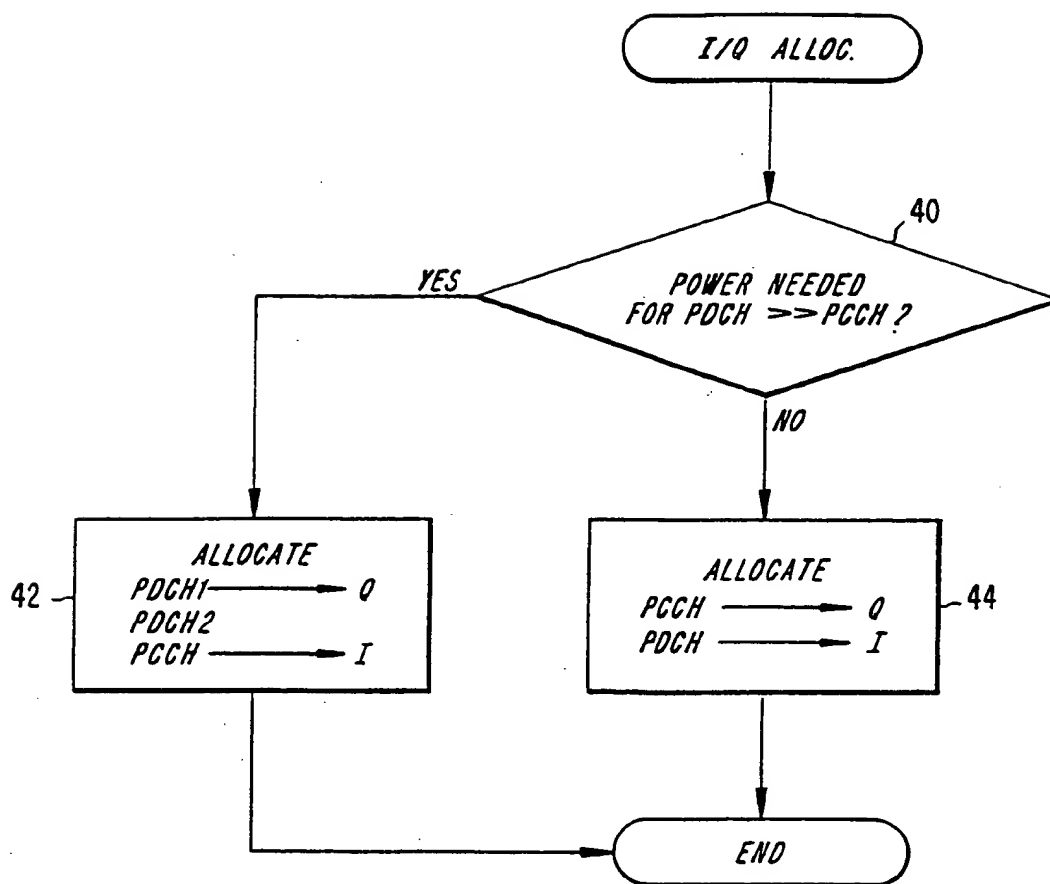 I/Q ALLOC.
40
POWER NEEDED
FOR PDCH >> PCCH ?
YES
NO
42
ALLOCATE
PDCH1 Q
PDCH2
PCCH I
44
ALLOCATE
PCCH Q
PDCH I
END